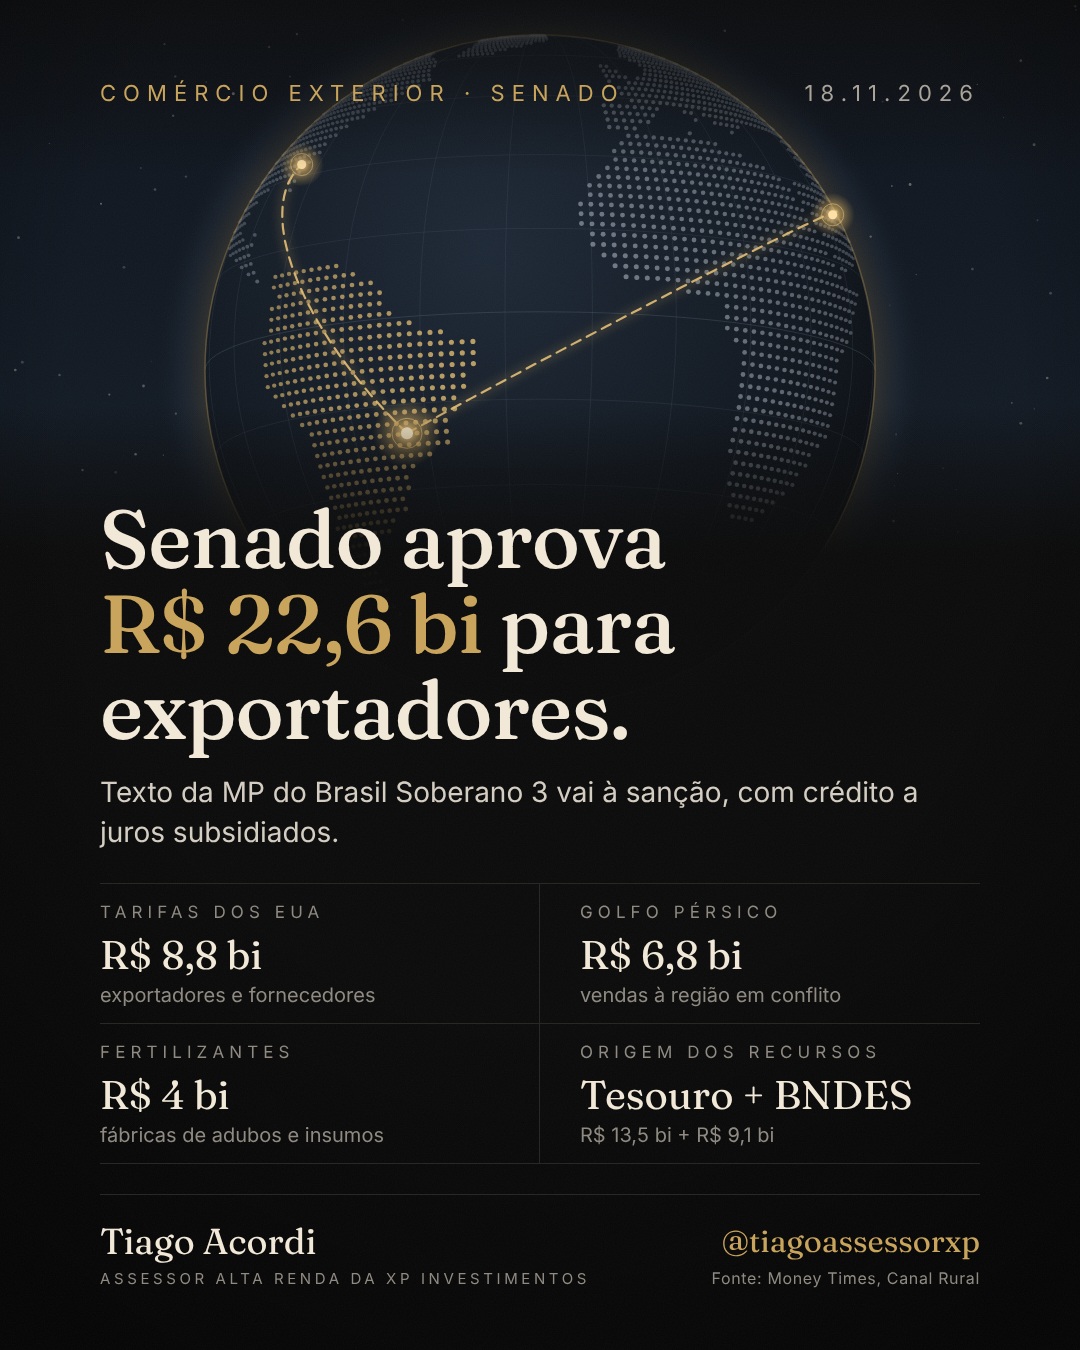 COMÉRCIO EXTERIOR · SENADO
18.11.2026
Senado aprova
R$ 22,6 bi para
exportadores.
Texto da MP do Brasil Soberano 3 vai à sanção, com crédito a
juros subsidiados.
TARIFAS DOS EUA
R$ 8,8 bi
exportadores e fornecedores
GOLFO PÉRSICO
R$ 6,8 bi
vendas à região em conflito
FERTILIZANTES
R$ 4 bi
fábricas de adubos e insumos
ORIGEM DOS RECURSOS
Tesouro + BNDES
R$ 13,5 bi + R$ 9,1 bi
Tiago Acordi
ASSESSOR ALTA RENDA DA XP INVESTIMENTOS
@tiagoassessorxp
Fonte: Money Times, Canal Rural